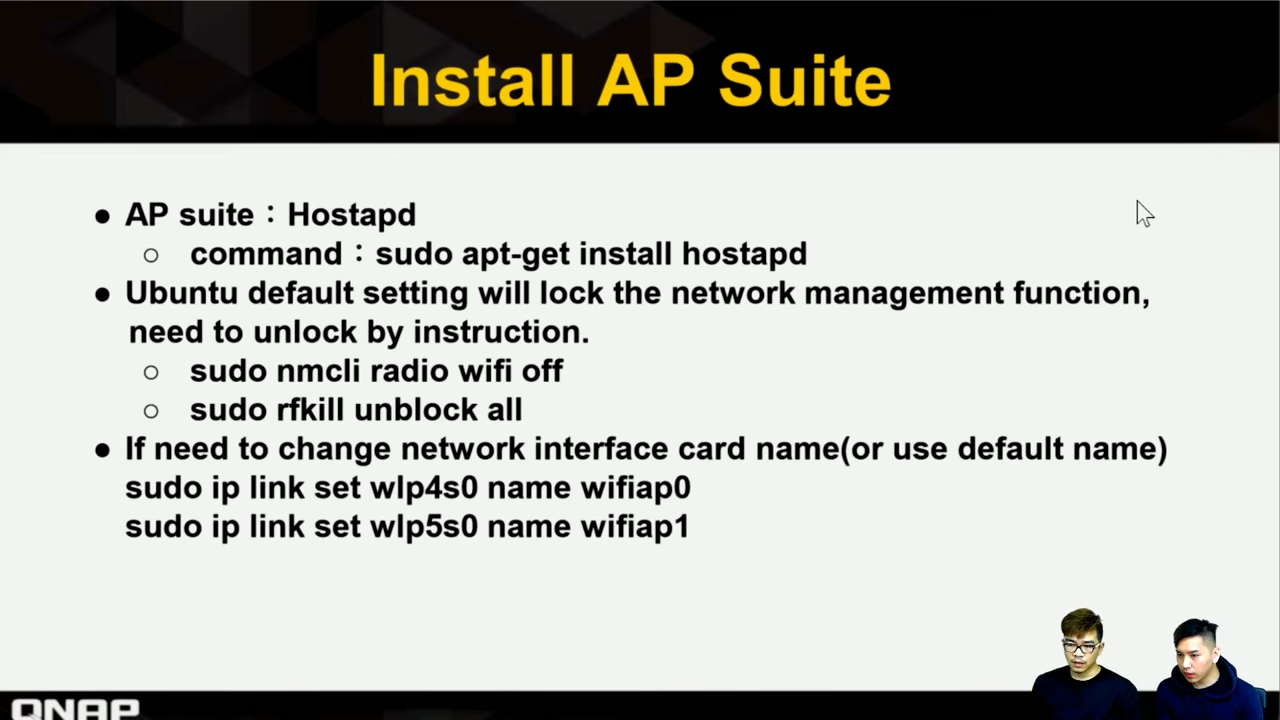 Install AP Suite
● AP suite：Hostapd
○ command：sudo apt-get install hostapd
● Ubuntu default setting will lock the network management function,
need to unlock by instruction.
○ sudo nmcli radio wifi off
○ sudo rfkill unblock all
● If need to change network interface card name(or use default name)
sudo ip link set wlp4s0 name wifiap0
sudo ip link set wlp5s0 name wifiap1
QNAP